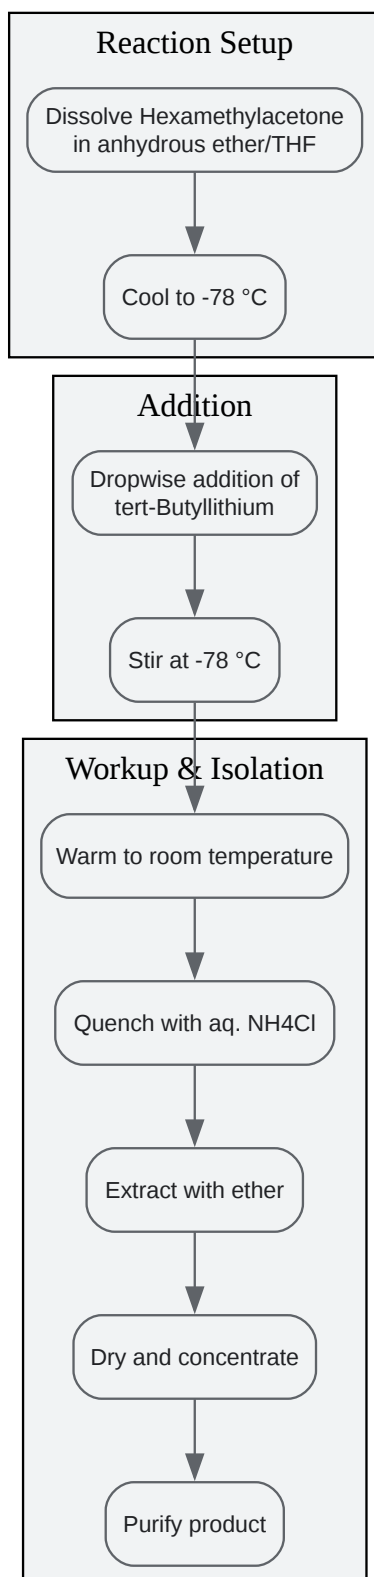 Reaction Setup
Dissolve Hexamethylacetone
in anhydrous ether/THF
Cool to -78 °C
Addition
Dropwise addition of
tert-Butyllithium
Stir at -78 °C
Workup & Isolation
Warm to room temperature
Quench with aq. NH4Cl
Extract with ether
Dry and concentrate
Purify product